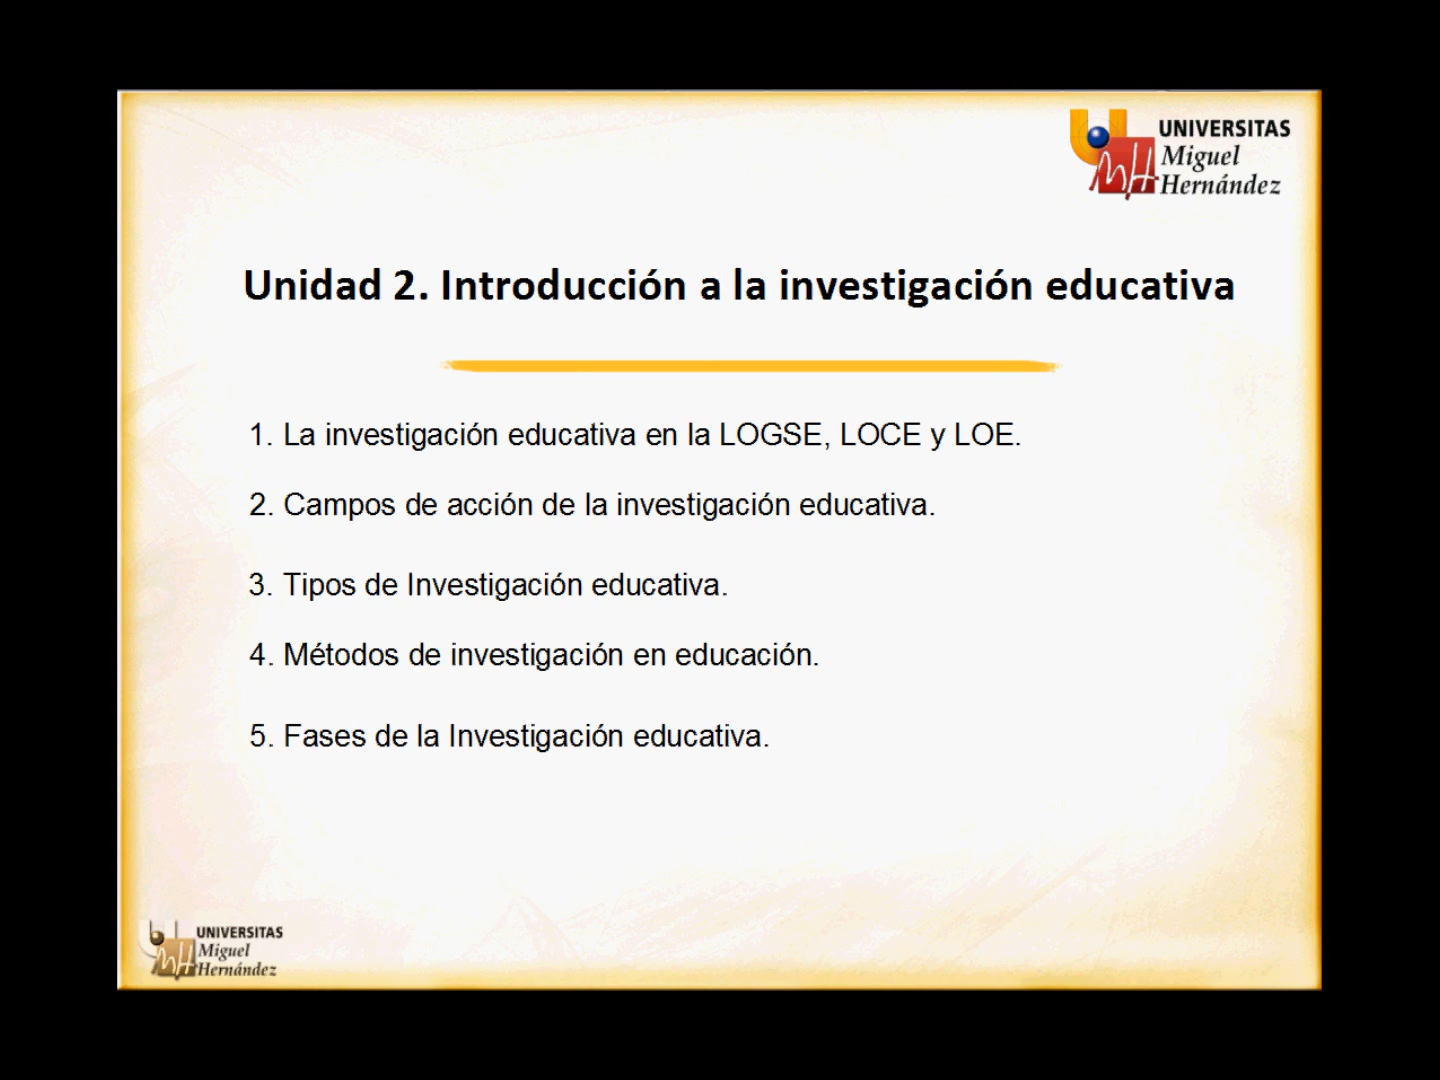 UNIVERSITAS
Miguel
Hernández
Unidad 2. Introducción a la investigación educativa
1. La investigación educativa en la LOGSE, LOCE y LOE.
2. Campos de acción de la investigación educativa.
3. Tipos de Investigación educativa.
4. Métodos de investigación en educación.
5. Fases de la Investigación educativa.
UNIVERSITAS
Miguel
Hernández